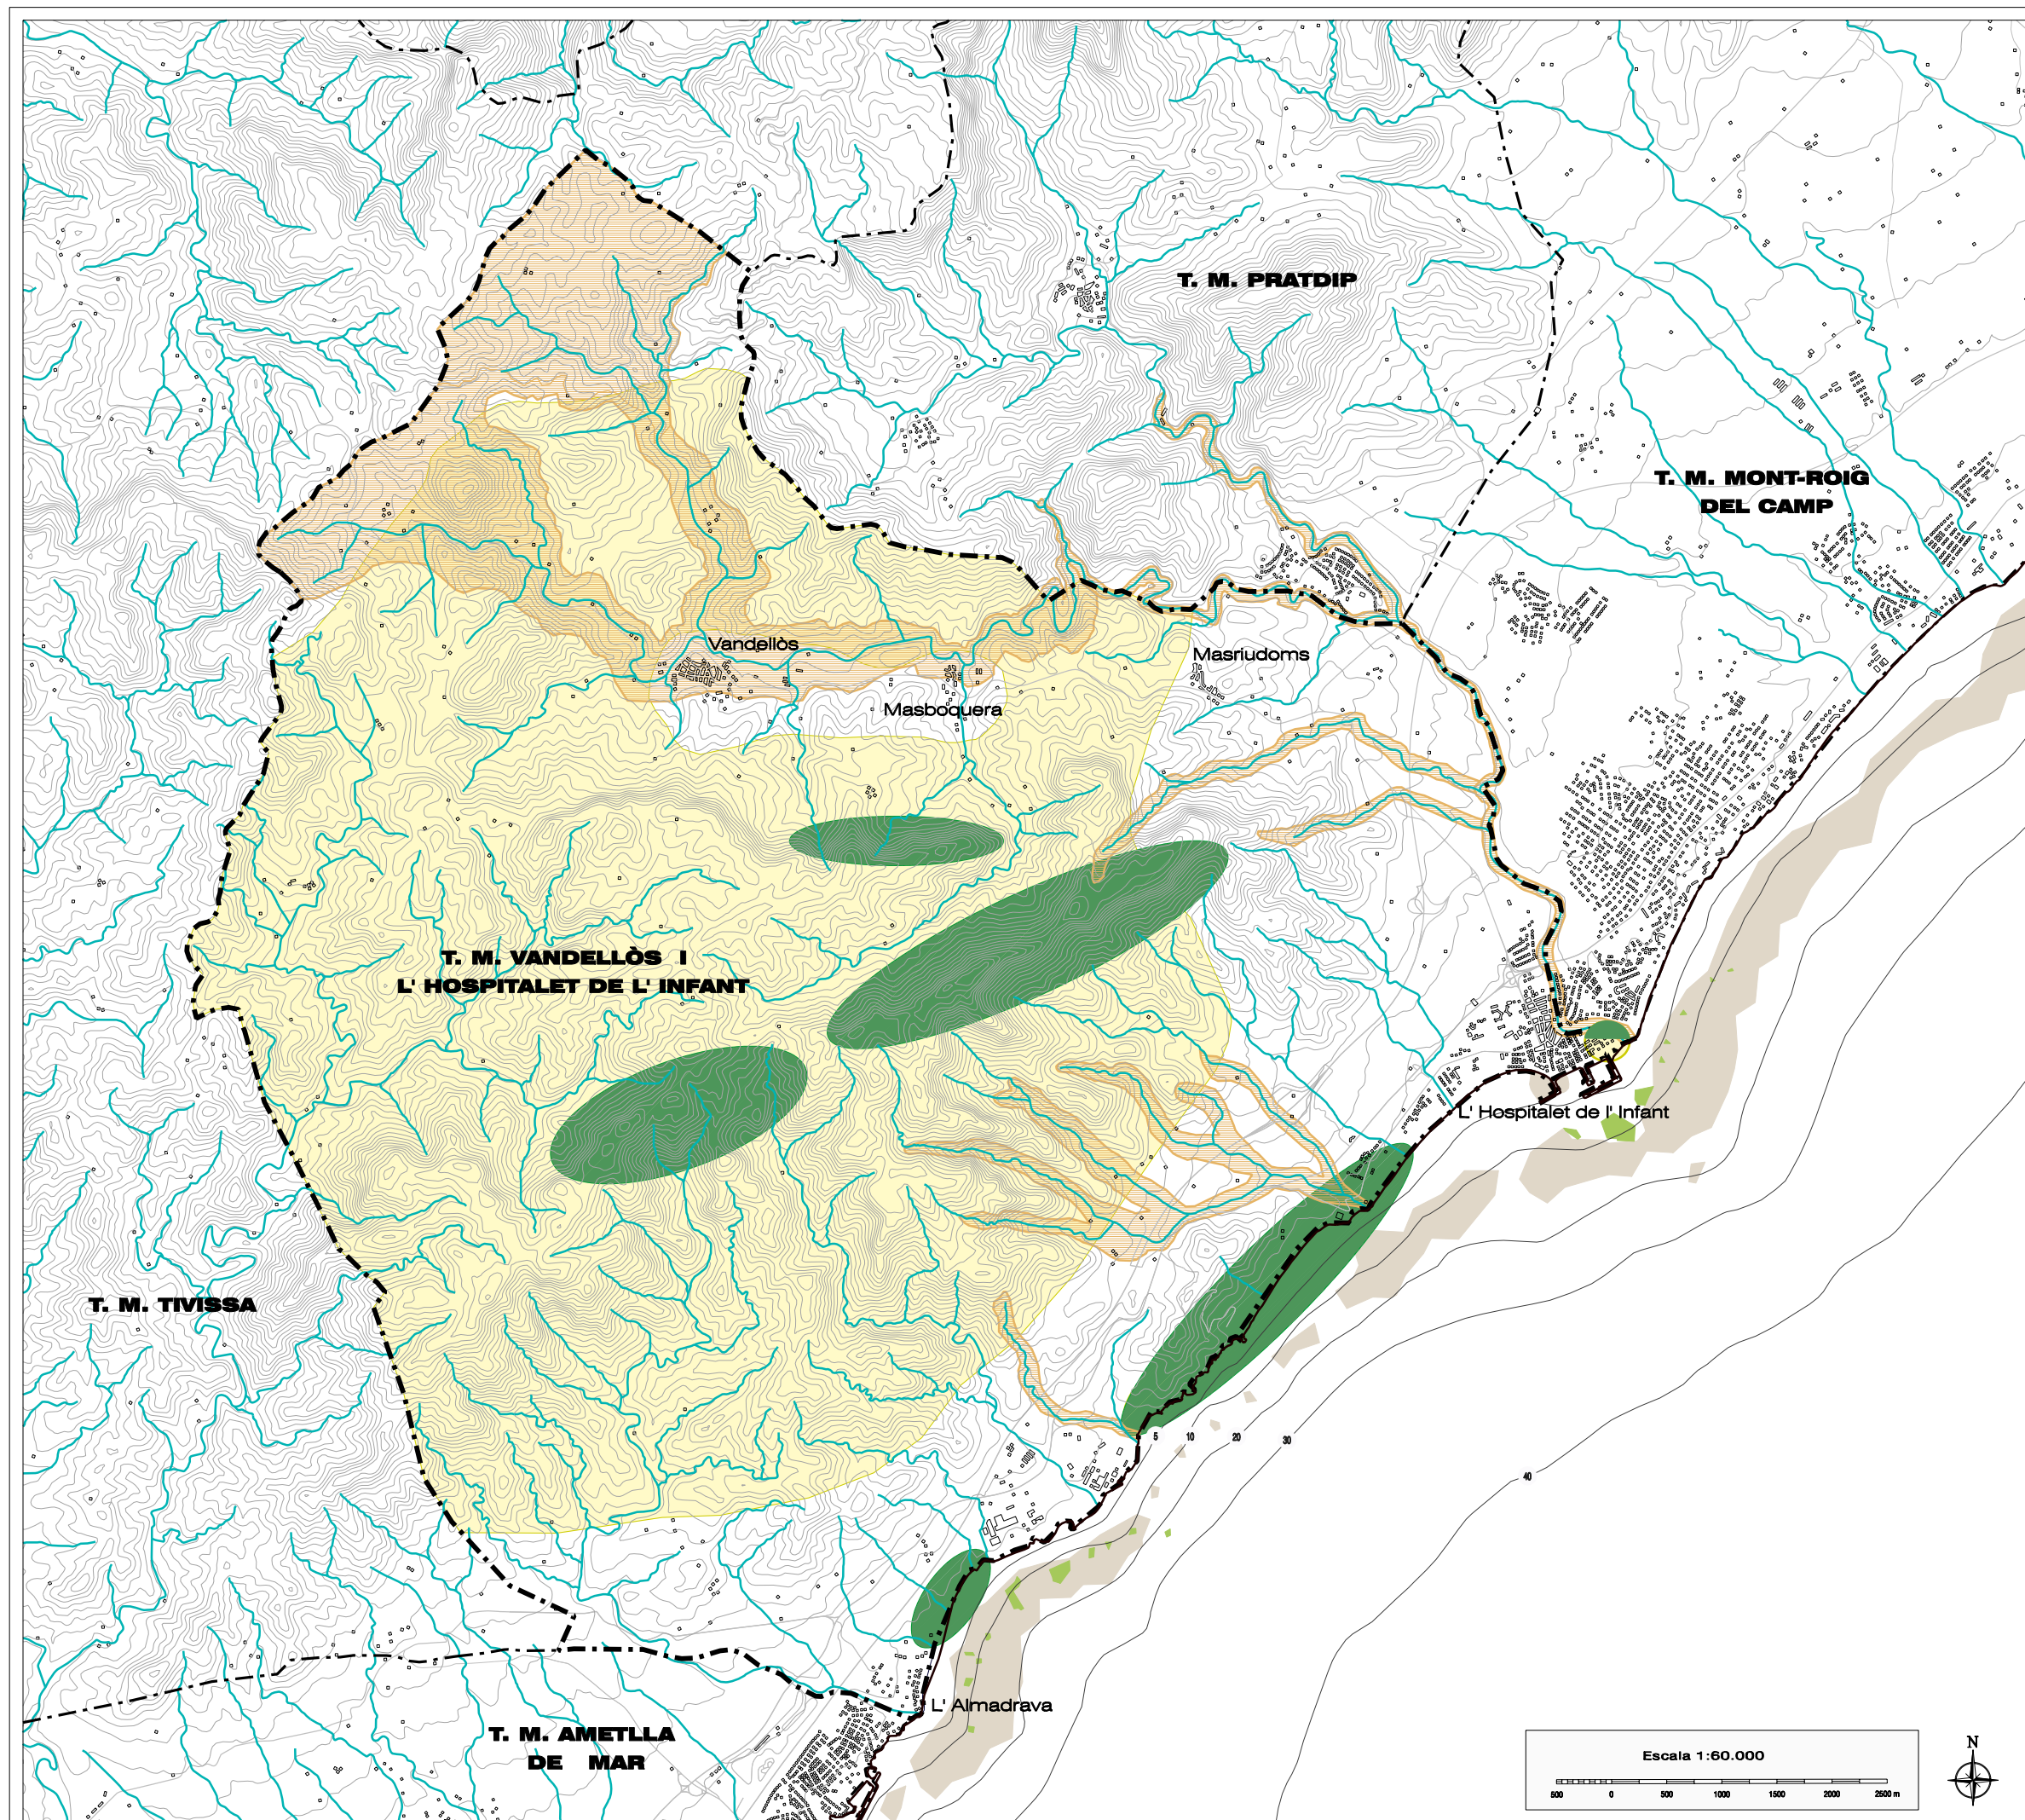 T. M. PRATDIP
T. M. MONT-ROIG
DEL CAMP
Vandellòs
Masriudoms
Masboquera
T. M. VANDELLÒS I
L' HOSPITALET DE L' INFANT
L' Hospitalet de l' Infant
T. M. TIVISSA
5 10 20 30
40
L' Almadrava
T. M. AMETLLA
DE MAR
Escala 1:60.000
500 0 500 1000 1500 2000 2500 m
N